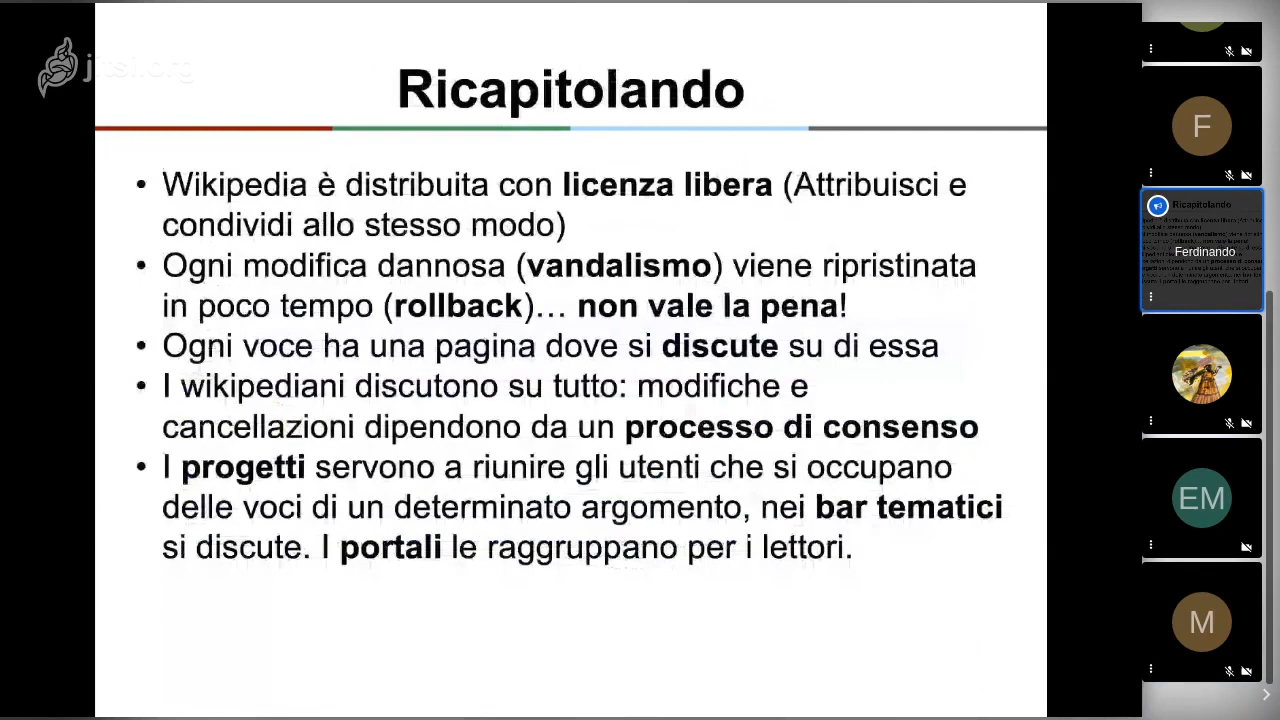 jitsi.org
Ricapitolando
• Wikipedia è distribuita con licenza libera (Attribuisci e
condividi allo stesso modo)
• Ogni modifica dannosa (vandalismo) viene ripristinata
in poco tempo (rollback)… non vale la pena!
• Ogni voce ha una pagina dove si discute su di essa
• I wikipediani discutono su tutto: modifiche e
cancellazioni dipendono da un processo di consenso
• I progetti servono a riunire gli utenti che si occupano
delle voci di un determinato argomento, nei bar tematici
si discute. I portali le raggruppano per i lettori.
F
Ricapitolando
Ferdinando
EM
M